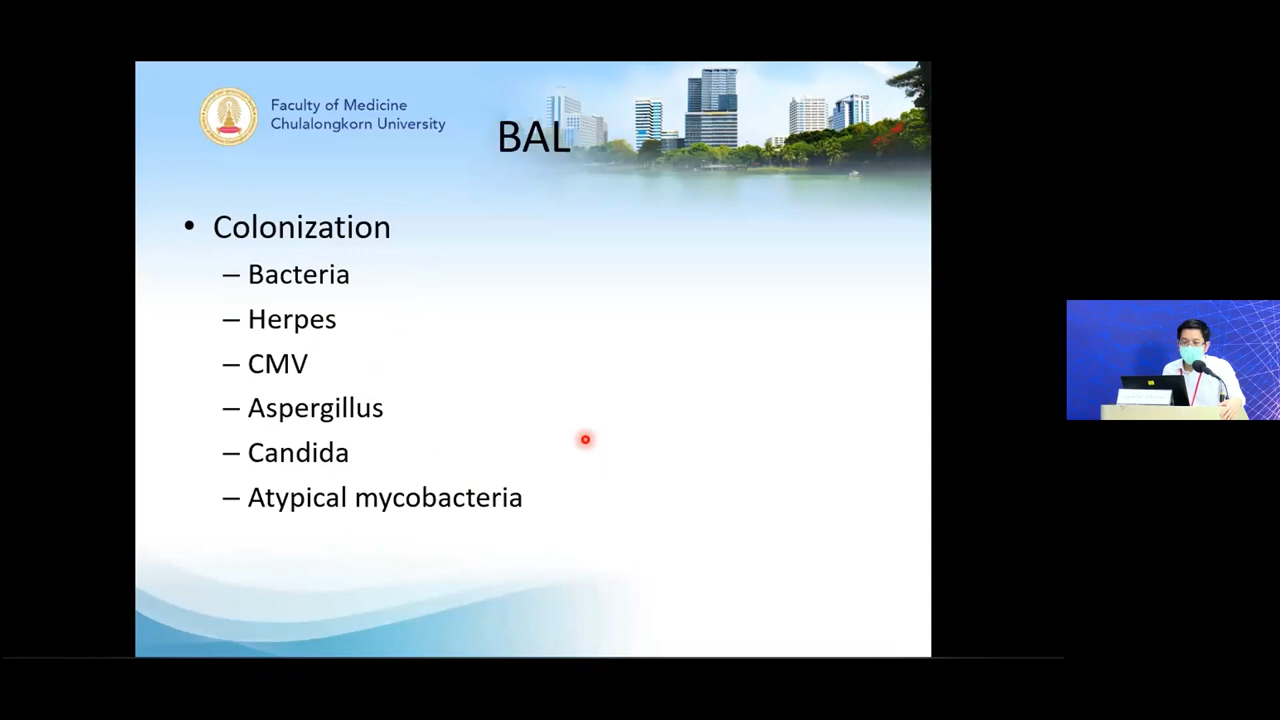 Faculty of Medicine
Chulalongkorn University
BAL
• Colonization
– Bacteria
– Herpes
– CMV
– Aspergillus
– Candida
– Atypical mycobacteria